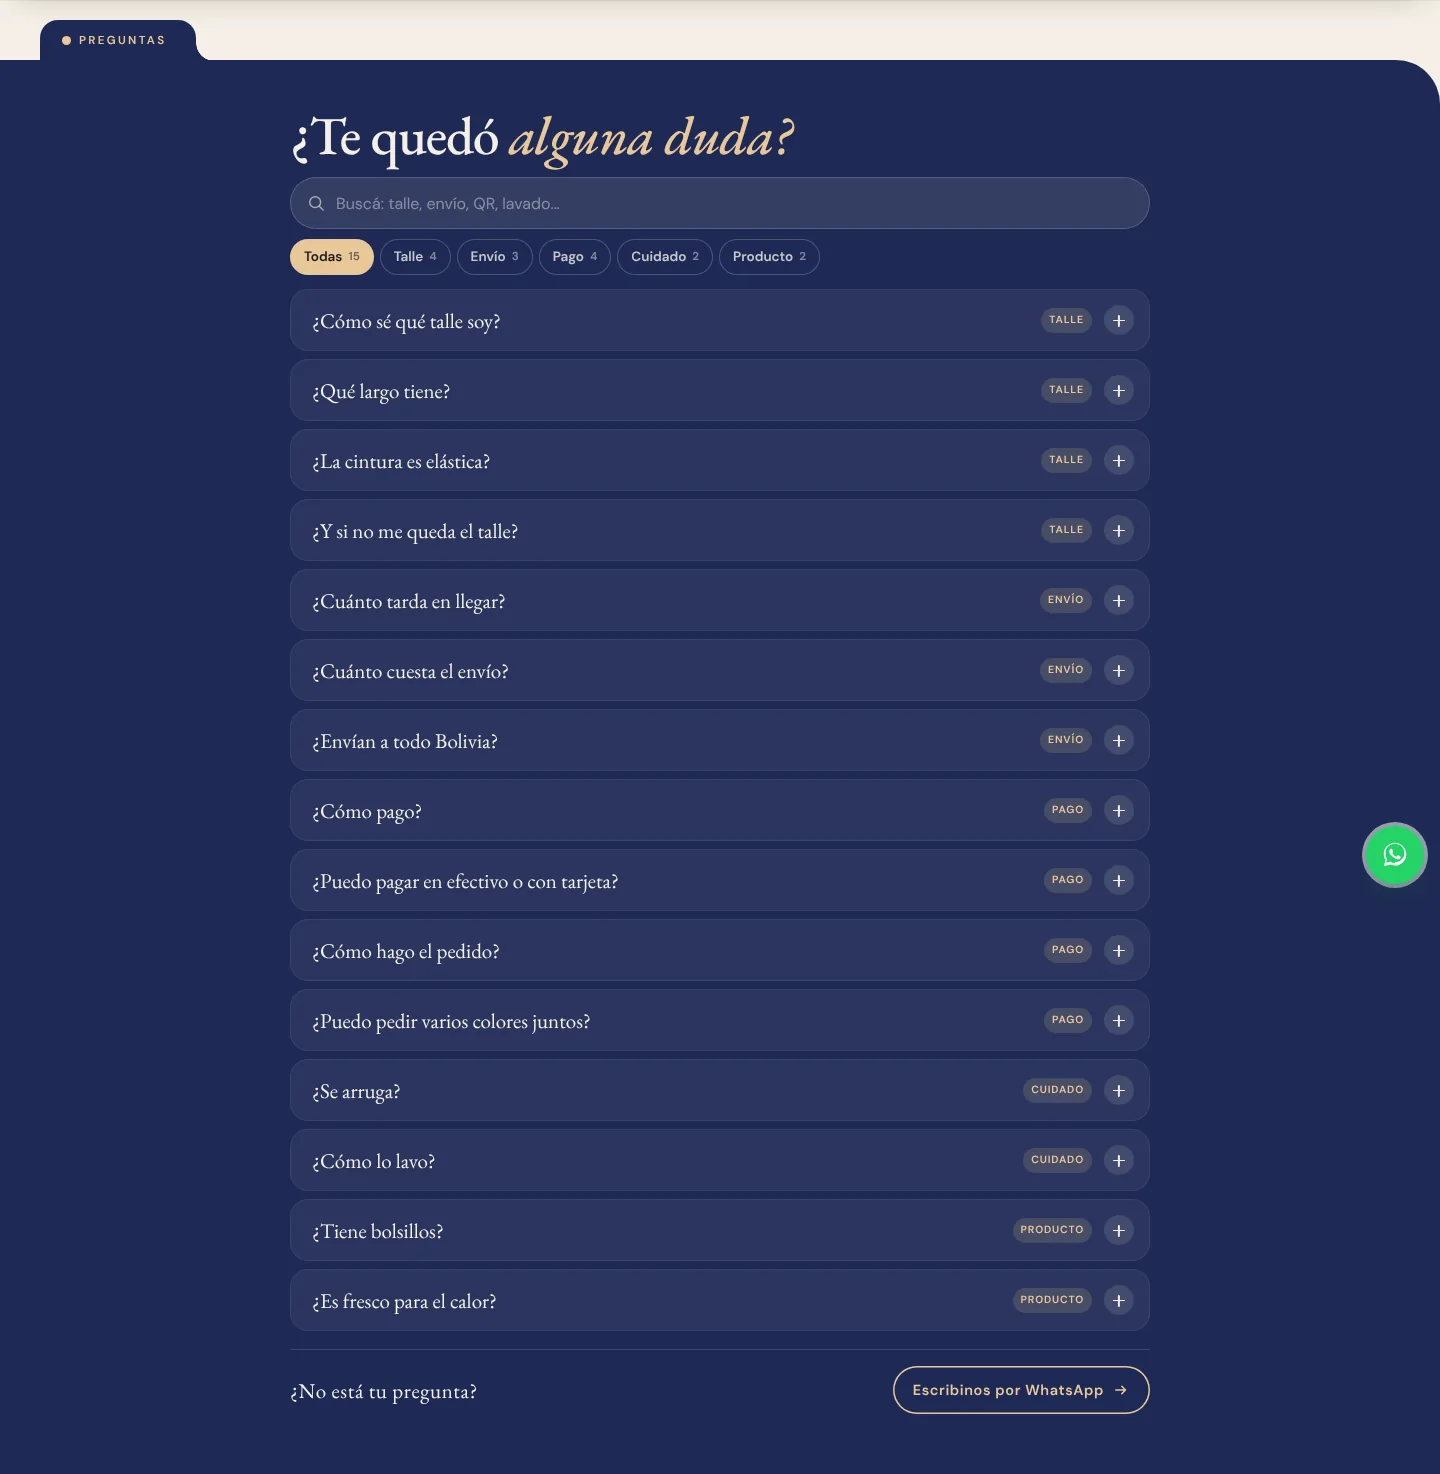 PREGUNTAS
¿Te quedó alguna duda?
Buscá: talle, envío, QR, lavado...
Todas 15 Talle 4 Envío 3 Pago 4 Cuidado 2 Producto 2
¿Cómo sé qué talle soy? TALLE
¿Qué largo tiene? TALLE
¿La cintura es elástica? TALLE
¿Y si no me queda el talle? TALLE
¿Cuánto tarda en llegar? ENVÍO
¿Cuánto cuesta el envío? ENVÍO
¿Envían a todo Bolivia? ENVÍO
¿Cómo pago? PAGO
¿Puedo pagar en efectivo o con tarjeta? PAGO
¿Cómo hago el pedido? PAGO
¿Puedo pedir varios colores juntos? PAGO
¿Se arruga? CUIDADO
¿Cómo lo lavo? CUIDADO
¿Tiene bolsillos? PRODUCTO
¿Es fresco para el calor? PRODUCTO
¿No está tu pregunta? Escribinos por WhatsApp →